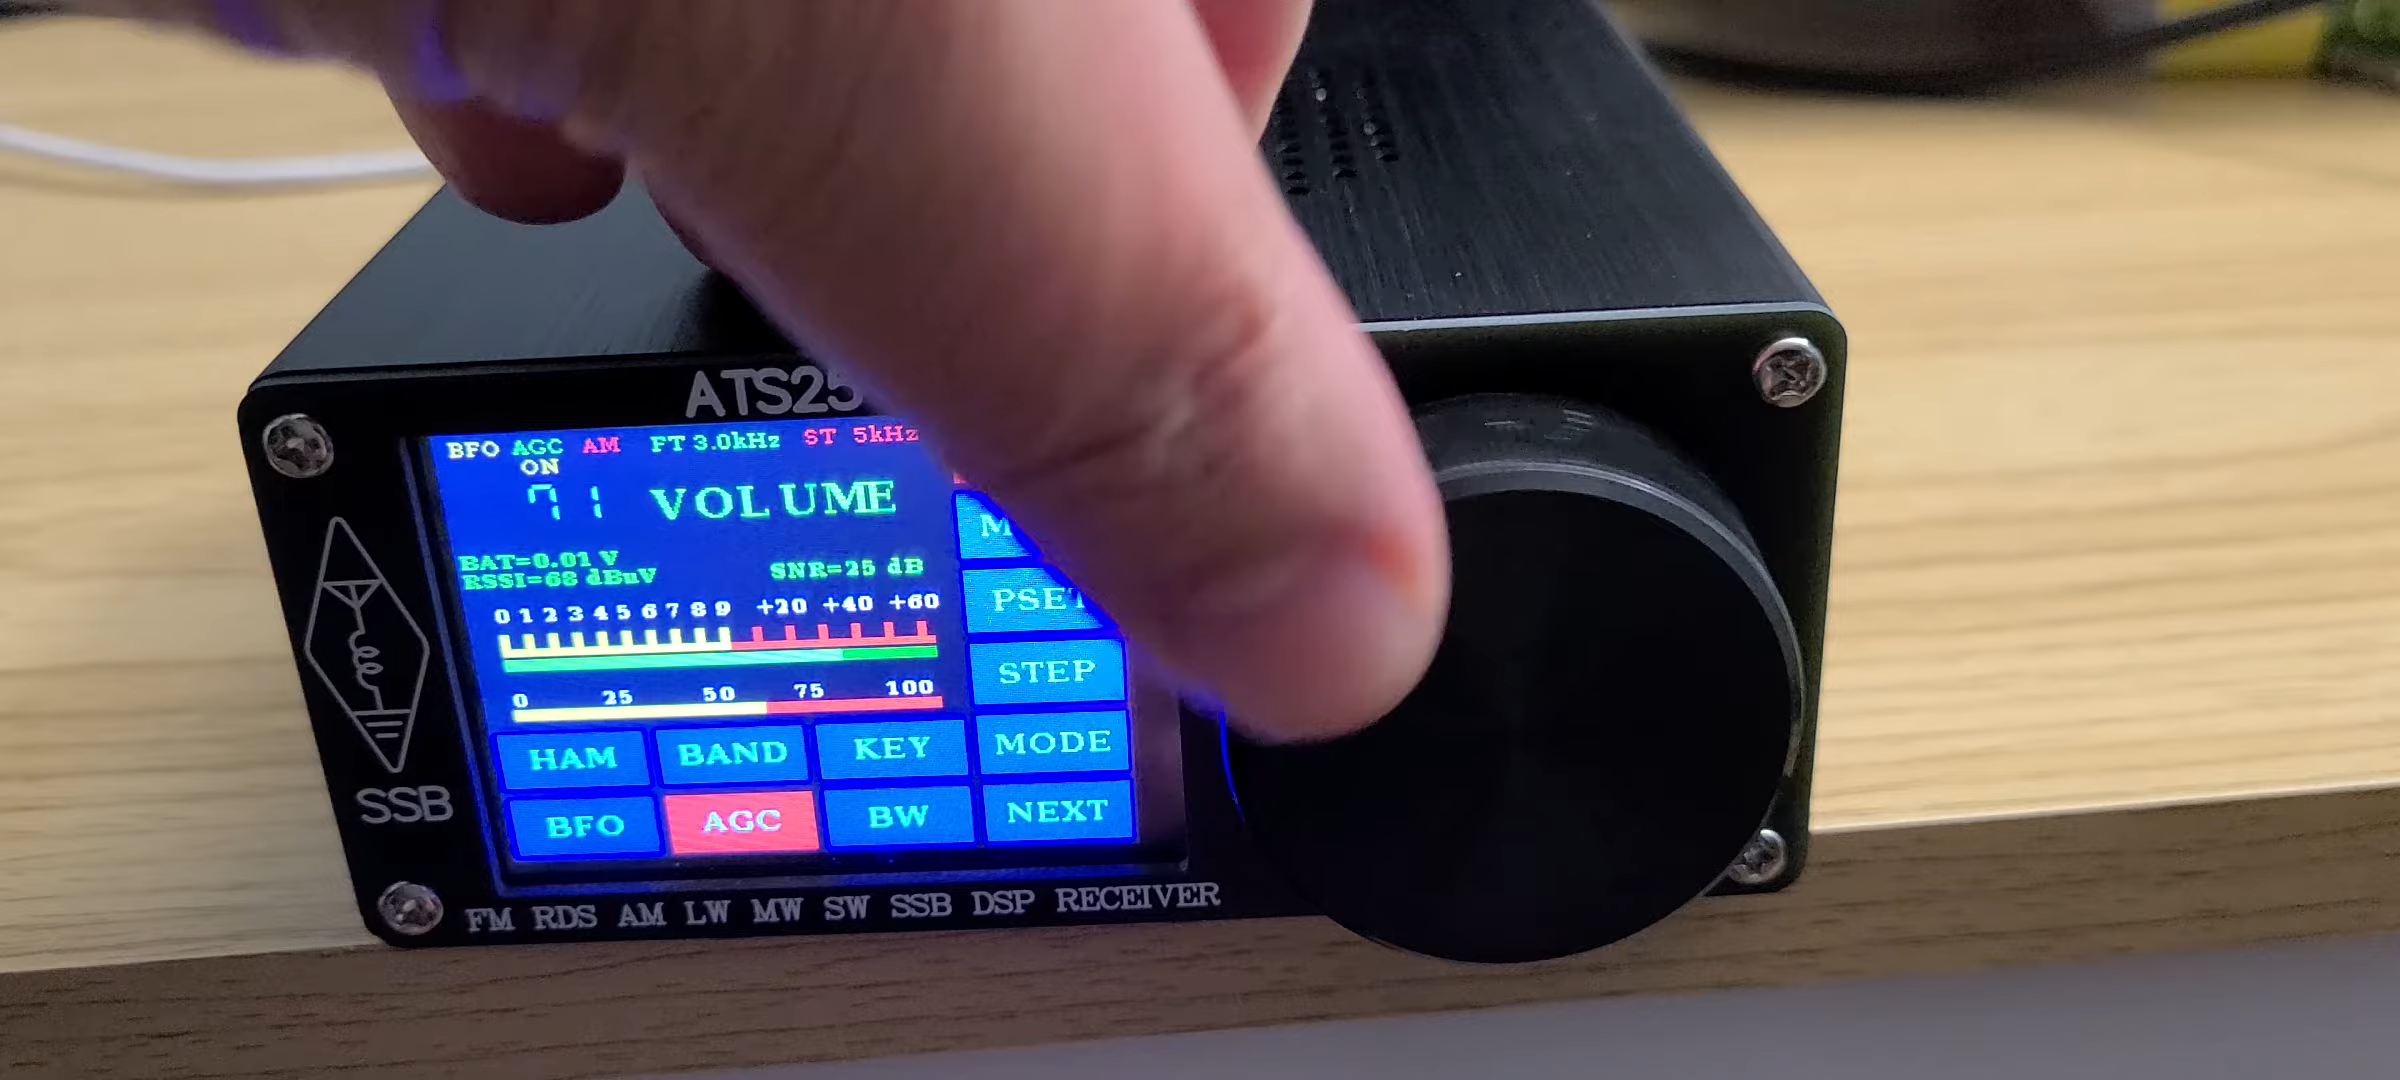 ATS25
BFO AGC AM FT 3.0kHz ST 5kHz
ON
71 VOLUME
BAT=0.01 V
RSSI=68 dBuV SNR=25 dB
0 1 2 3 4 5 6 7 8 9 +20 +40 +60
0 25 50 75 100
PSET
STEP
HAM BAND KEY MODE
BFO AGC BW NEXT
SSB
FM RDS AM LW MW SW SSB DSP RECEIVER